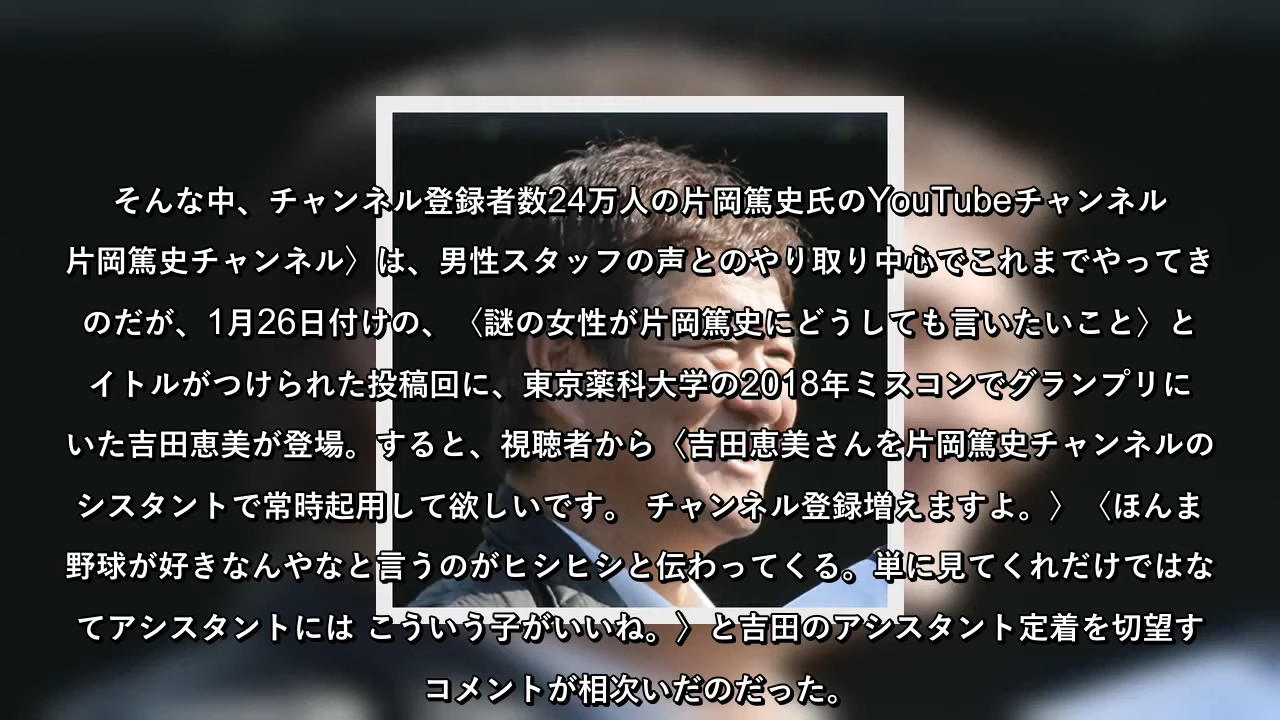 そんな中、チャンネル登録者数24万人の片岡篤史氏のYouTubeチャンネル
片岡篤史チャンネル〉は、男性スタッフの声とのやり取り中心でこれまでやってき
のだが、1月26日付けの、〈謎の女性が片岡篤史にどうしても言いたいこと〉と
イトルがつけられた投稿回に、東京薬科大学の2018年ミスコンでグランプリに
いた吉田恵美が登場。すると、視聴者から〈吉田恵美さんを片岡篤史チャンネルの
シスタントで常時起用して欲しいです。 チャンネル登録増えますよ。〉〈ほんま
野球が好きなんやなと言うのがヒシヒシと伝わってくる。単に見てくれだけではな
てアシスタントには こういう子がいいね。〉と吉田のアシスタント定着を切望す
コメントが相次いだのだった。